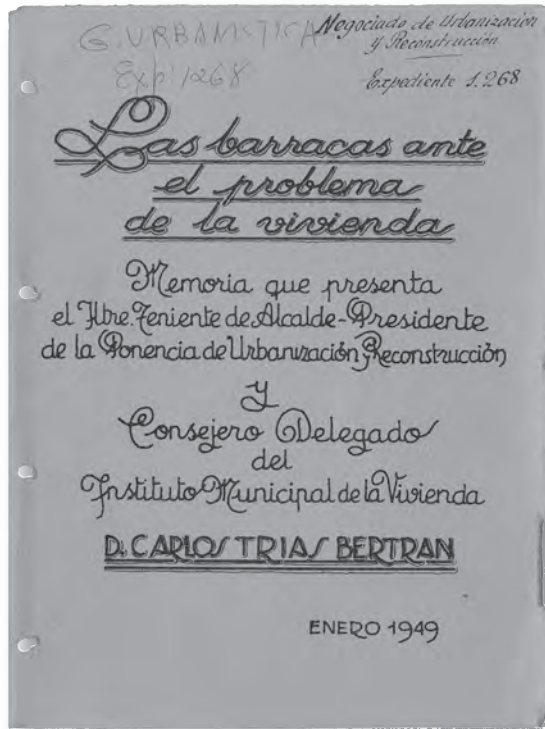 G. URBANISTICA
Exp 1268
Negociado de Urbanización
y Reconstrucción
Expediente 1.268
Las barracas ante
el problema
de la vivienda
Memoria que presenta
el Iltre. Teniente de Alcalde-Presidente
de la Ponencia de Urbanización y Reconstrucción
y
Consejero Delegado
del
Instituto Municipal de la Vivienda
D. CARLOS TRIAS BERTRAN
ENERO 1949